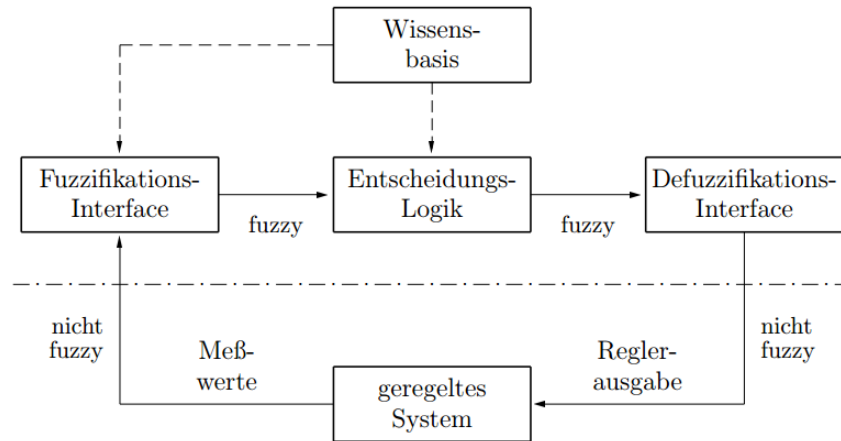 Wissens-
basis
Fuzzifikations-
Interface
fuzzy
Entscheidungs-
Logik
fuzzy
Defuzzifikations-
Interface
nicht
fuzzy
Meß-
werte
geregeltes
System
Regler-
ausgabe
nicht
fuzzy